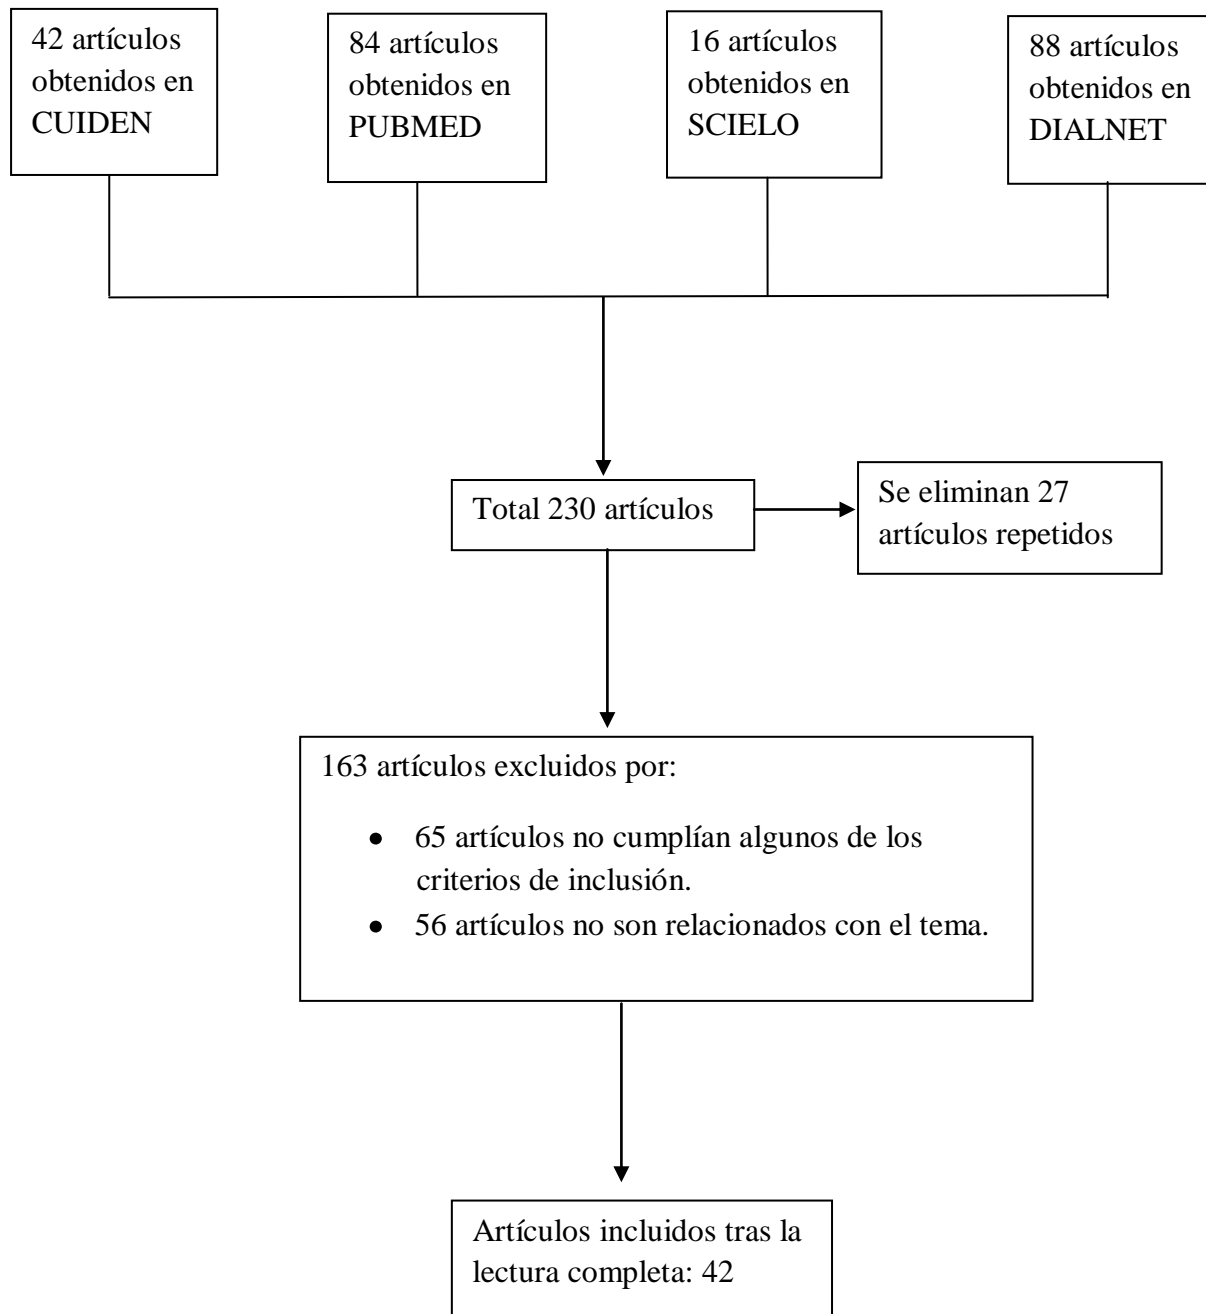 42 artículos
obtenidos en
CUIDEN
84 artículos
obtenidos en
PUBMED
16 artículos
obtenidos en
SCIELO
88 artículos
obtenidos en
DIALNET
Total 230 artículos
Se eliminan 27
artículos repetidos
163 artículos excluidos por:
• 65 artículos no cumplían algunos de los
criterios de inclusión.
• 56 artículos no son relacionados con el tema.
Artículos incluidos tras la
lectura completa: 42